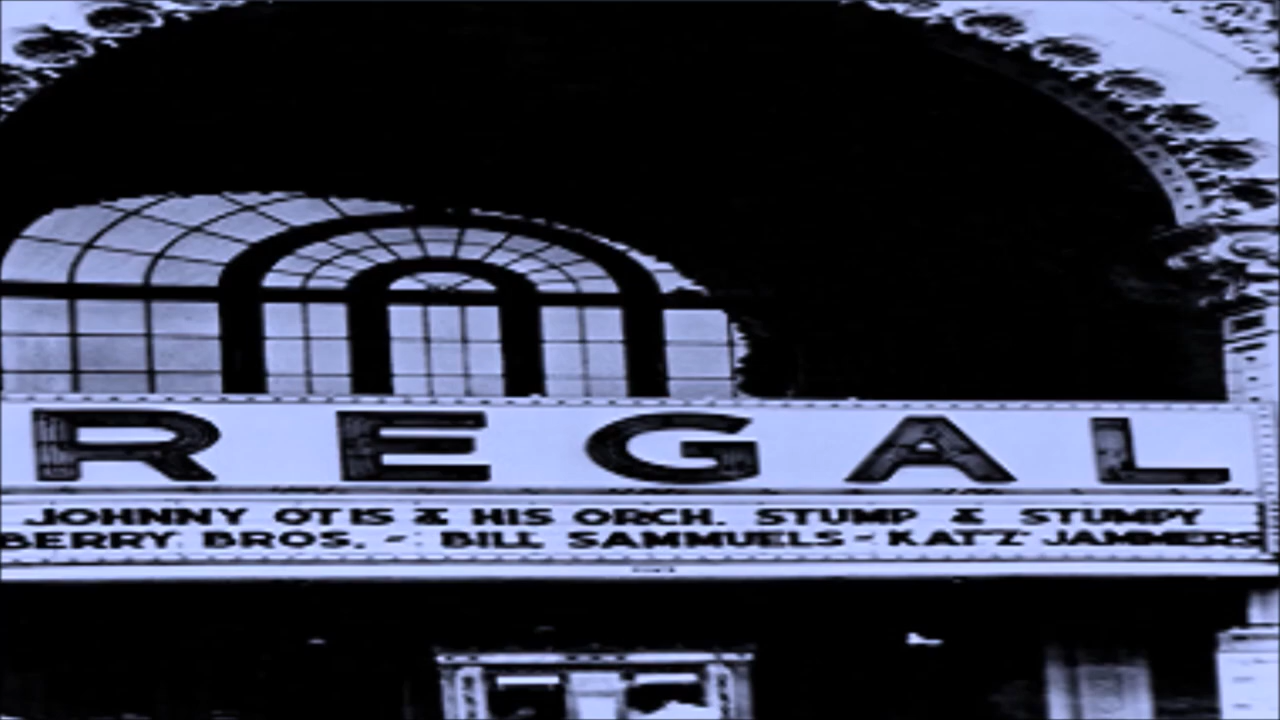 REGAL
JOHNNY OTIS & HIS ORCH. STUMP & STUMPY
BERRY BROS. - BILL SAMMUELS - KATZ JAMMERS